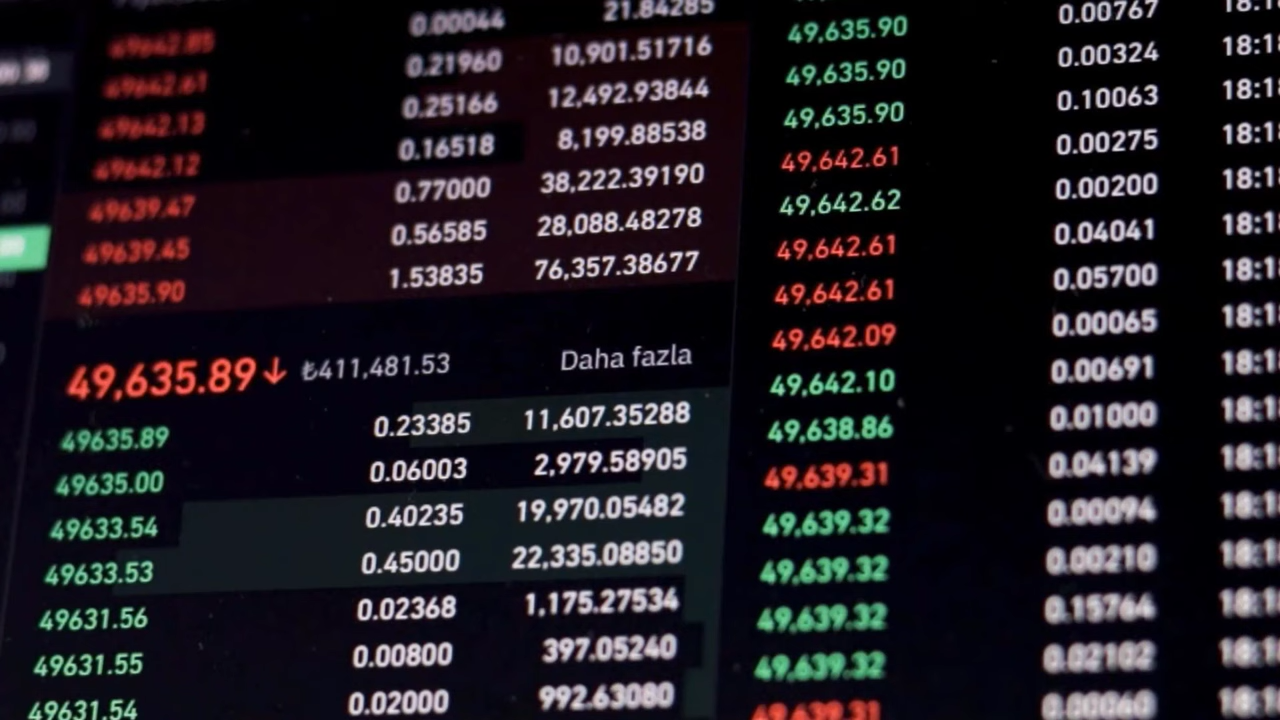 0.00044 21.84285
49642.85
49642.61 0.21960 10,901.51716
49642.13 0.25166 12,492.93844
49642.12 0.16518 8,199.88538
49639.47 0.77000 38,222.39190
49639.45 0.56585 28,088.48278
49635.90 1.53835 76,357.38677
49,635.89↓ ₺411,481.53 Daha fazla
49635.89 0.23385 11,607.35288
49635.00 0.06003 2,979.58905
49633.54 0.40235 19,970.05482
49633.53 0.45000 22,335.08850
49631.56 0.02368 1,175.27534
49631.55 0.00800 397.05240
49631.54 0.02000 992.63080
49,635.90 0.00767
49,635.90 0.00324
49,635.90 0.10063
49,642.61 0.00275
49,642.62 0.00200
49,642.61 0.04041
49,642.61 0.05700
49,642.09 0.00065
49,642.10 0.00691
49,638.86 0.01000
49,639.31 0.04139
49,639.32 0.00094
49,639.32 0.00210
49,639.32 0.15764
49,639.32 0.02102
49,639.31